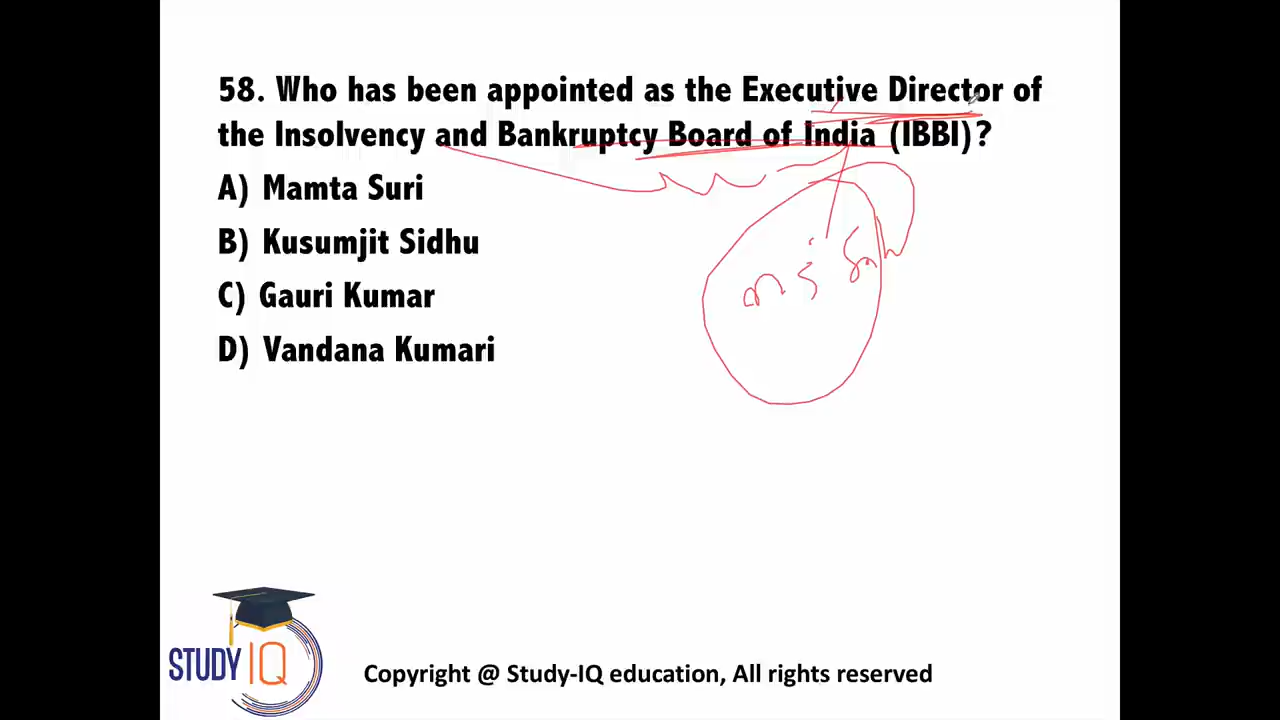 58. Who has been appointed as the Executive Director of
the Insolvency and Bankruptcy Board of India (IBBI)?
A) Mamta Suri
B) Kusumjit Sidhu
C) Gauri Kumar
D) Vandana Kumari
STUDY IQ
Copyright @ Study-IQ education, All rights reserved